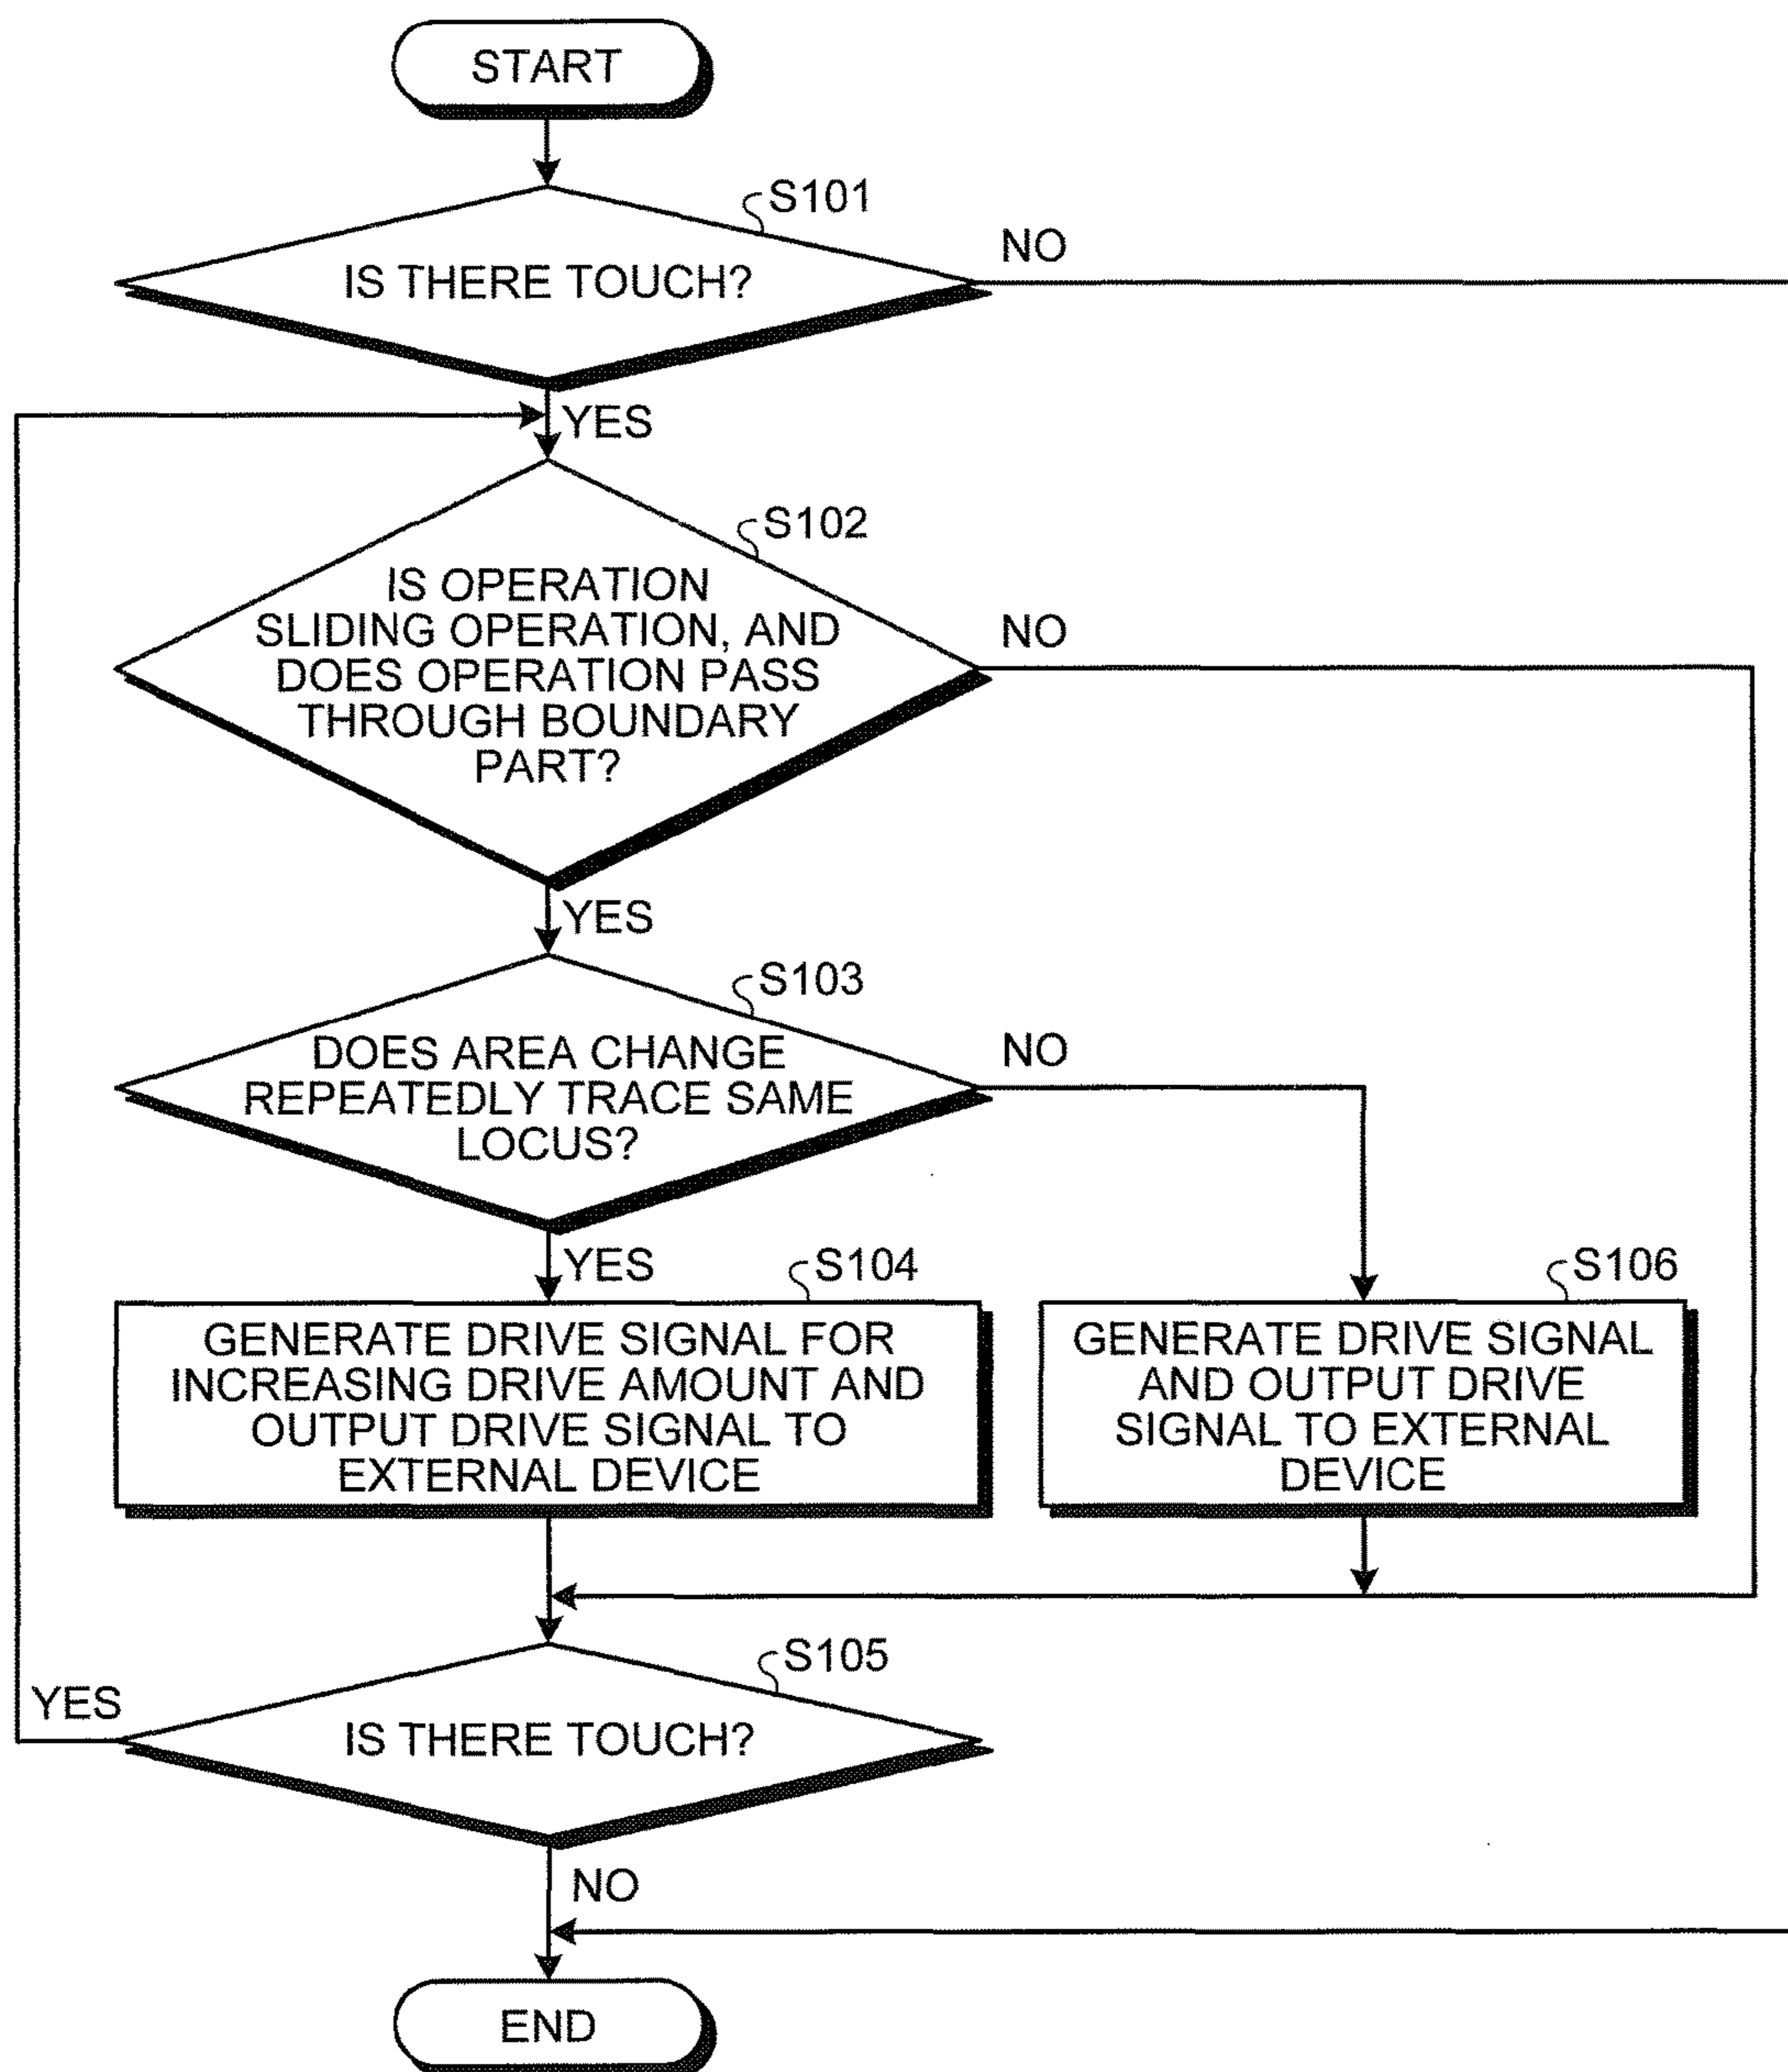 START
S101
IS THERE TOUCH?
NO
YES
S102
IS OPERATION
SLIDING OPERATION, AND
DOES OPERATION PASS
THROUGH BOUNDARY
PART?
NO
YES
S103
DOES AREA CHANGE
REPEATEDLY TRACE SAME
LOCUS?
NO
YES
S104
GENERATE DRIVE SIGNAL FOR
INCREASING DRIVE AMOUNT AND
OUTPUT DRIVE SIGNAL TO
EXTERNAL DEVICE
S106
GENERATE DRIVE SIGNAL
AND OUTPUT DRIVE
SIGNAL TO EXTERNAL
DEVICE
S105
YES
IS THERE TOUCH?
NO
END